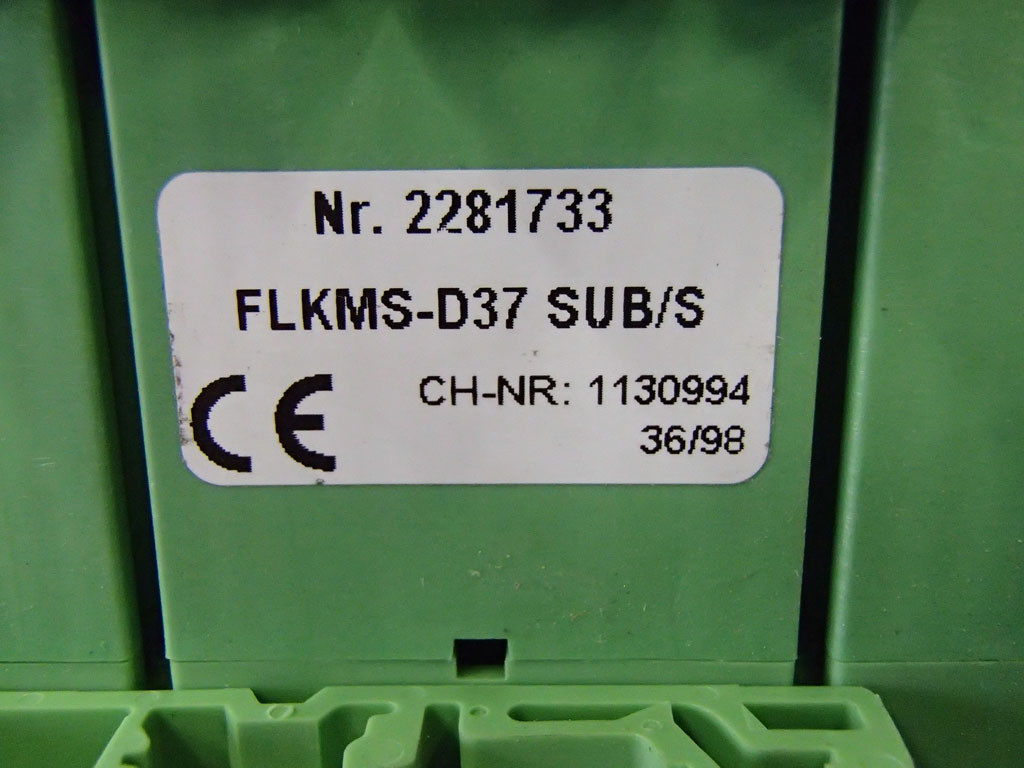 Nr. 2281733
FLKMS-D37 SUB/S
CE CH-NR: 1130994
36/98